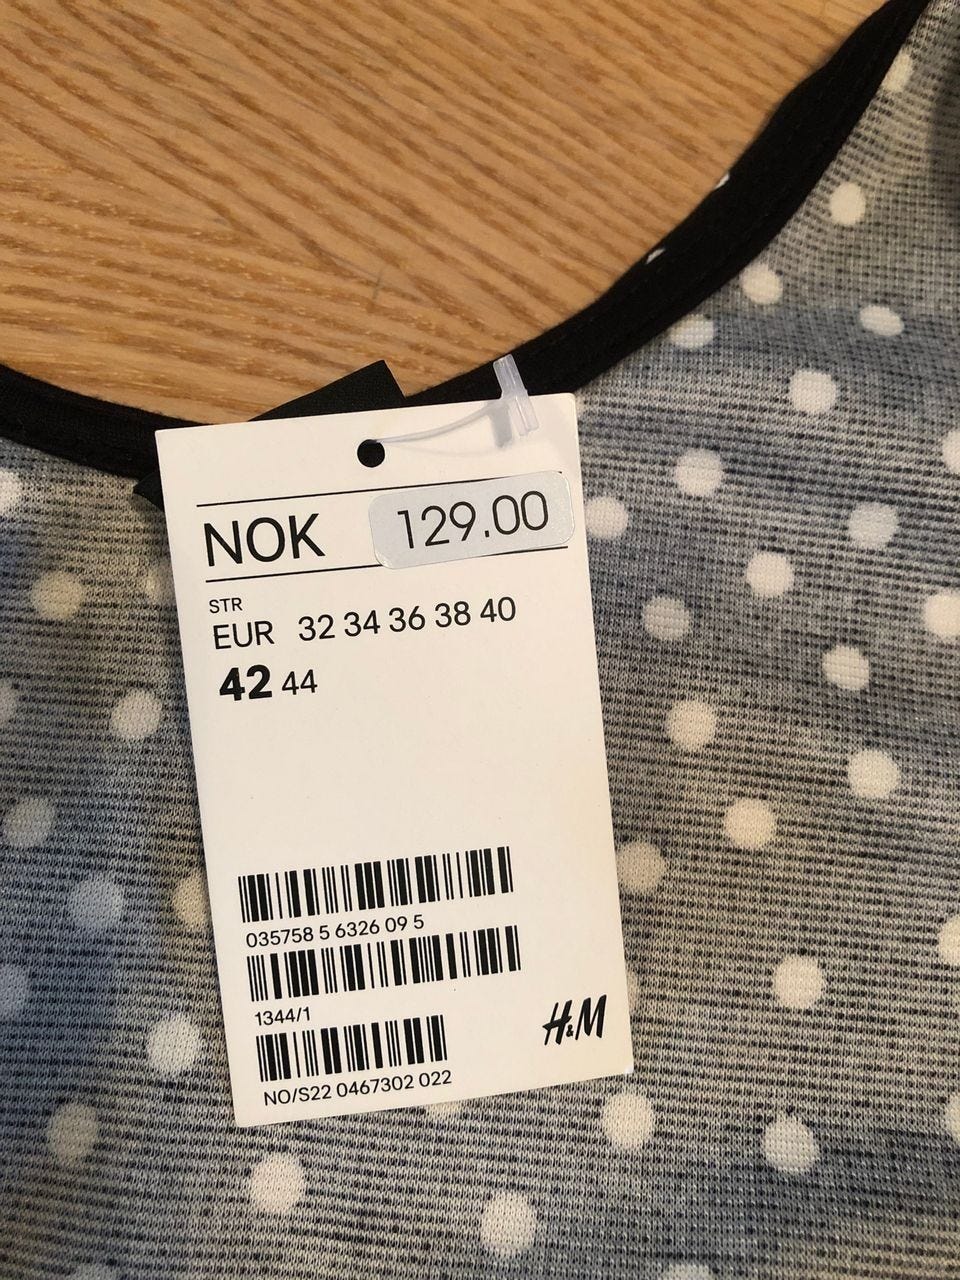 NOK 129.00
STR
EUR 32 34 36 38 40
42 44
035758 5 6326 09 5
1344/1
H&M
NO/S22 0467302 022